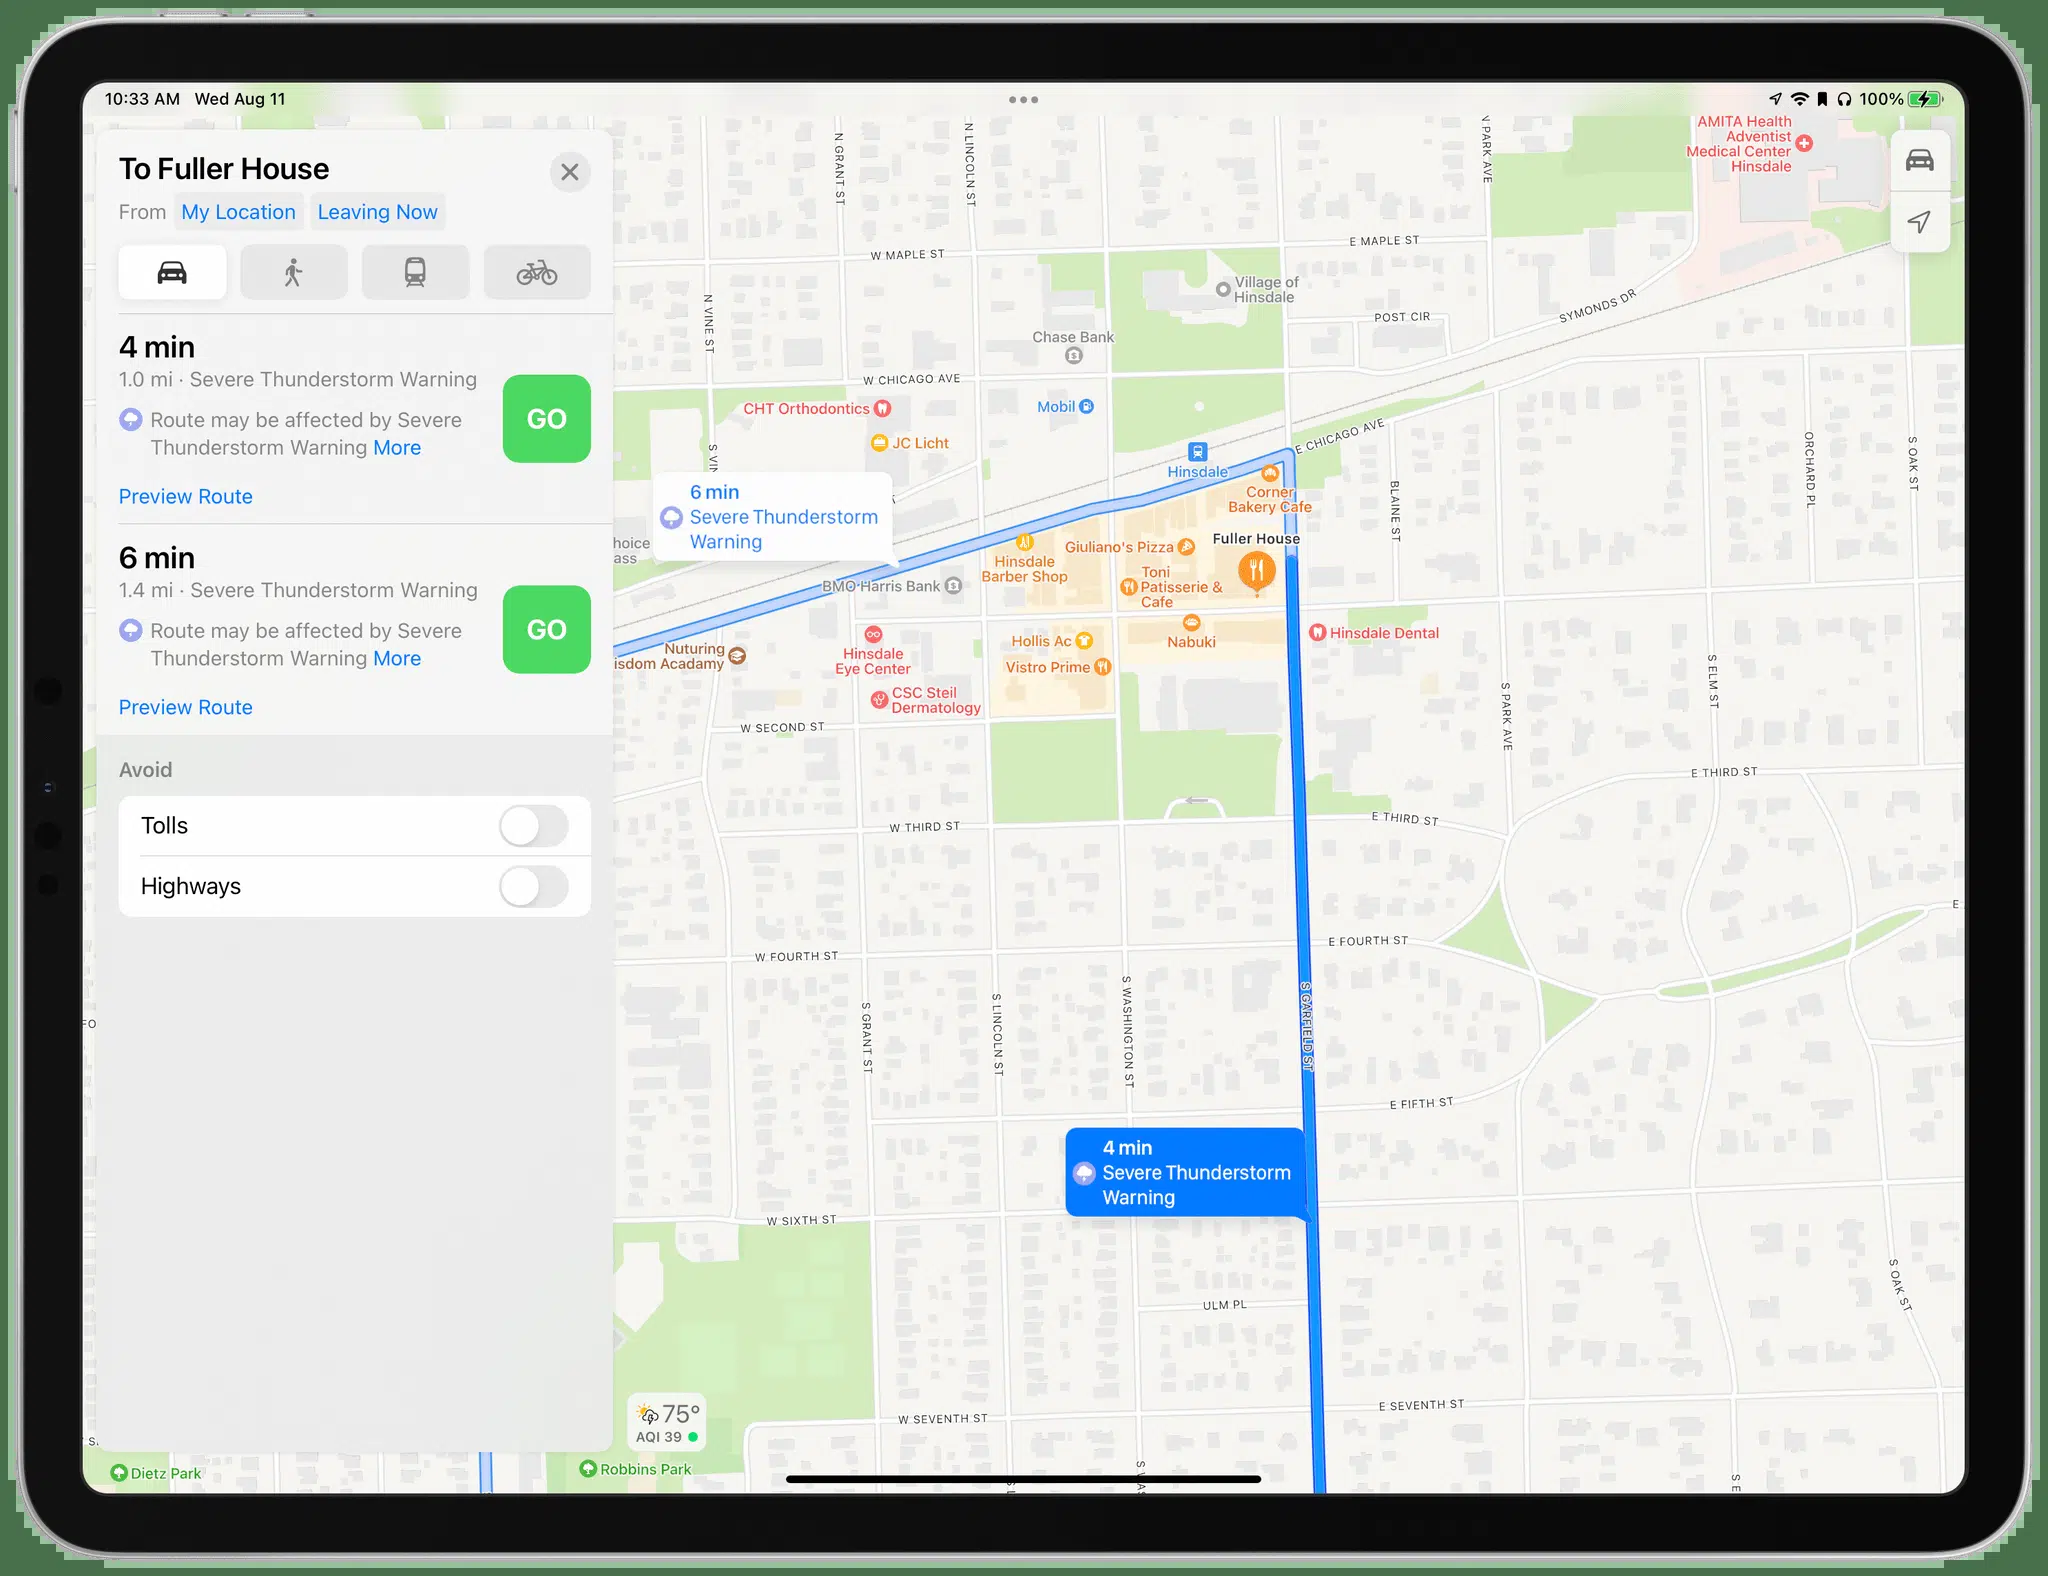 10:33 AM Wed Aug 11
100%
To Fuller House
From My Location Leaving Now
4 min
1.0 mi · Severe Thunderstorm Warning
Route may be affected by Severe
Thunderstorm Warning More
GO
Preview Route
6 min
1.4 mi · Severe Thunderstorm Warning
Route may be affected by Severe
Thunderstorm Warning More
GO
Preview Route
Avoid
Tolls
Highways
N GRANT ST
N LINCOLN ST
N PARK AVE
AMITA Health
Adventist
Medical Center
Hinsdale
W MAPLE ST
E MAPLE ST
Village of
Hinsdale
N VINE ST
POST CIR
SYMONDS DR
Chase Bank
W CHICAGO AVE
CHT Orthodontics
Mobil
JC Licht
E CHICAGO AVE
ORCHARD PL
S OAK ST
S VIN
Hinsdale
Corner
Bakery Cafe
BLAINE ST
6 min
Severe Thunderstorm
Warning
hoice
ass
Fuller House
Giuliano's Pizza
Hinsdale
Barber Shop
Toni
Patisserie &
Cafe
BMO Harris Bank
Nuturing
isdom Acadamy
Hinsdale
Eye Center
Hollis Ac
Nabuki
Hinsdale Dental
Vistro Prime
CSC Steil
Dermatology
S ELM ST
S PARK AVE
W SECOND ST
E THIRD ST
W THIRD ST
E THIRD ST
E
W FOURTH ST
E FOURTH ST
S GRANT ST
S LINCOLN ST
S WASHINGTON ST
S GARFIELD ST
FO
E FIFTH ST
4 min
Severe Thunderstorm
Warning
W SIXTH ST
S OAK ST
ULM PL
75°
AQI 39
W SEVENTH ST
E SEVENTH ST
Dietz Park
Robbins Park